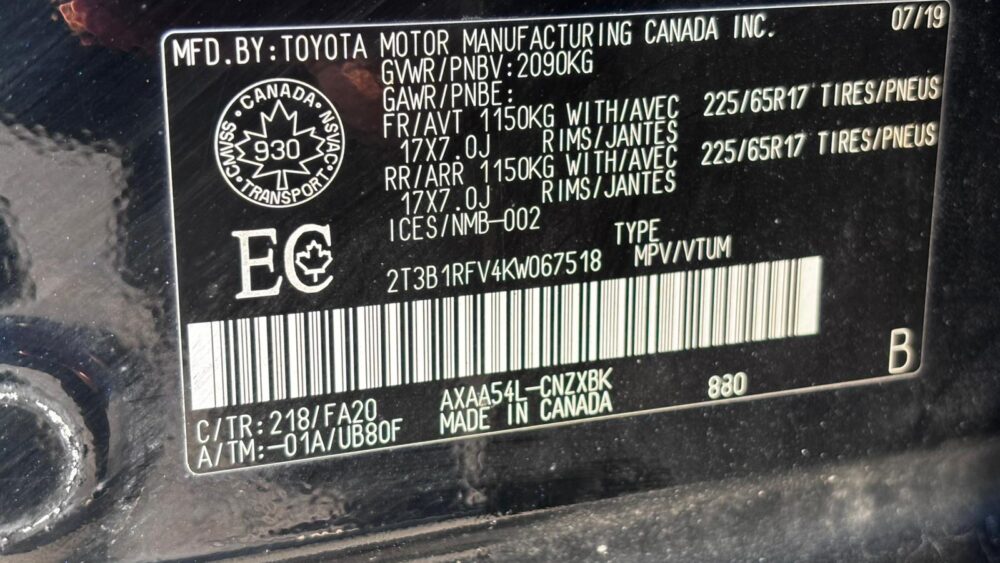 MFD.BY:TOYOTA MOTOR MANUFACTURING CANADA INC. 07/19
GVWR/PNBV:2090KG
GAWR/PNBE:
FR/AVT 1150KG WITH/AVEC 225/65R17 TIRES/PNEUS
17X7.0J RIMS/JANTES
RR/ARR 1150KG WITH/AVEC 225/65R17 TIRES/PNEUS
17X7.0J RIMS/JANTES
ICES/NMB-002
CANADA
CMVSS 930 NSVAC
TRANSPORT
EC
TYPE
2T3B1RFV4KW067518 MPV/VTUM
B
C/TR:218/FA20 AXAA54L-CNZXBK 880
A/TM:-01A/UB80F MADE IN CANADA